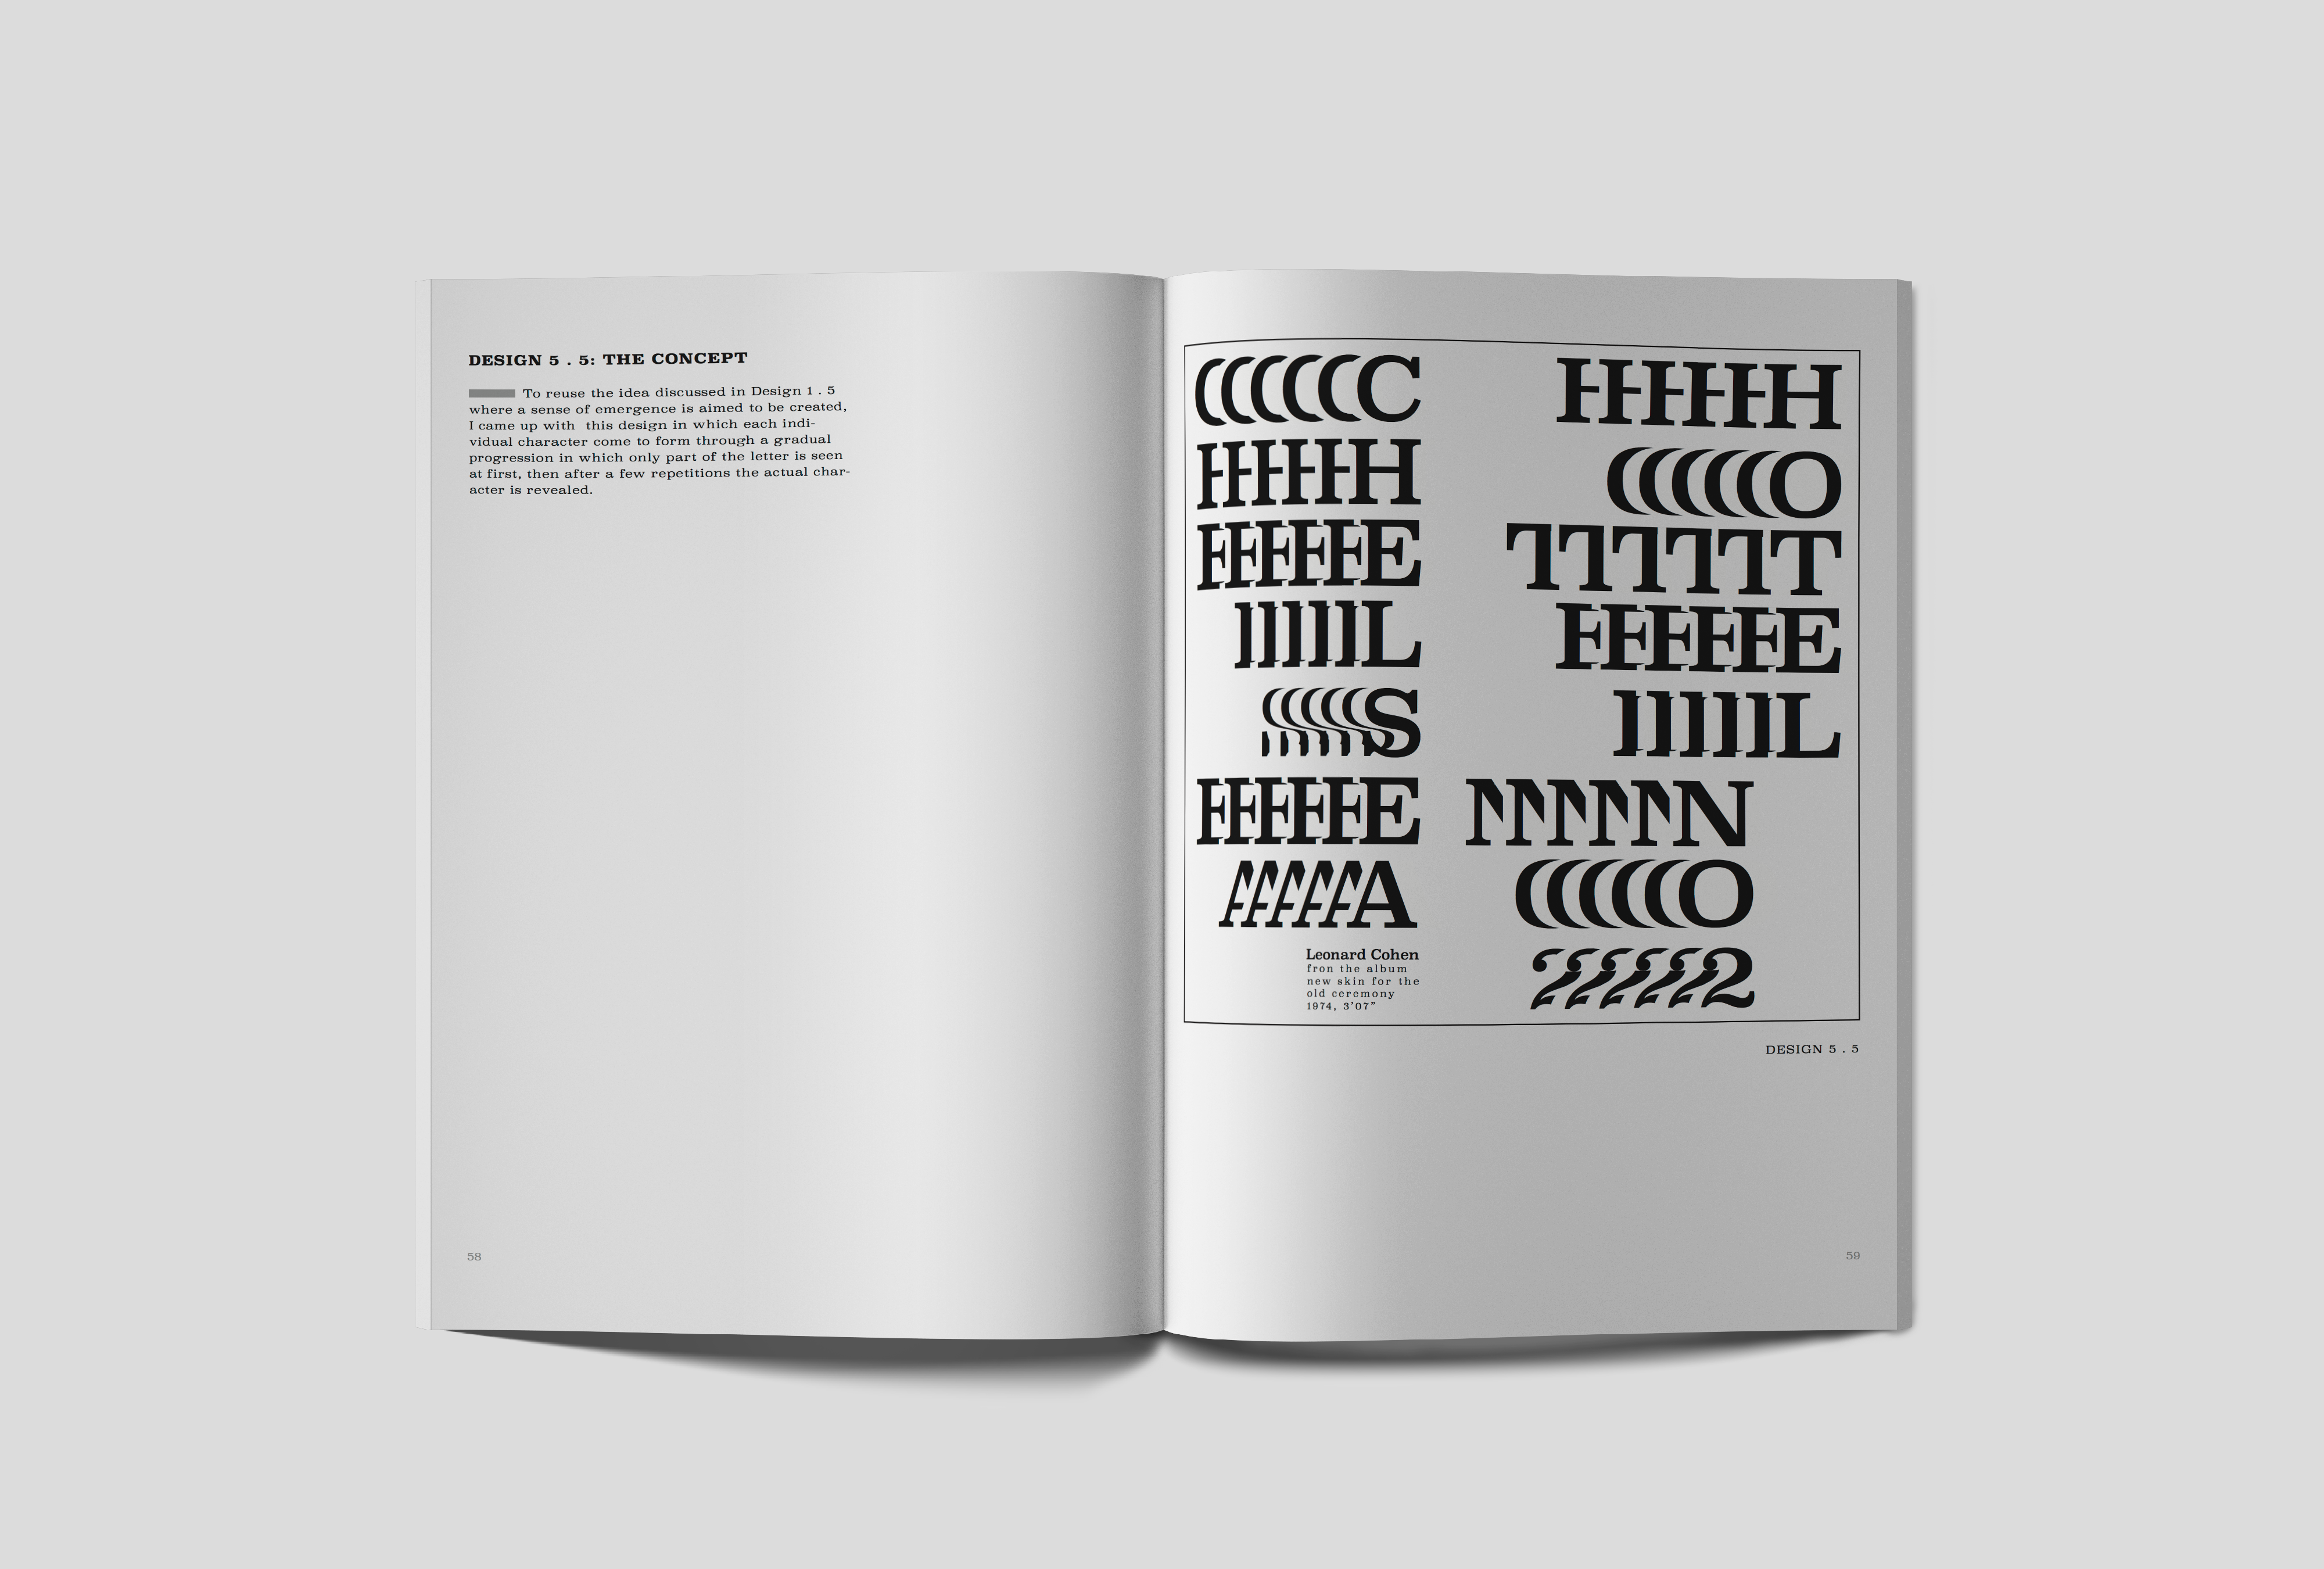 DESIGN 5 . 5: THE CONCEPT
To reuse the idea discussed in Design 1 . 5
where a sense of emergence is aimed to be created,
I came up with  this design in which each indi-
vidual character come to form through a gradual
progression in which only part of the letter is seen
at first, then after a few repetitions the actual char-
acter is revealed.
58
C
H
E
L
S
E
A
Leonard Cohen
fron the album
new skin for the
old ceremony
1974, 3'07"
H
O
T
E
L
N
O
2
DESIGN 5 . 5
59